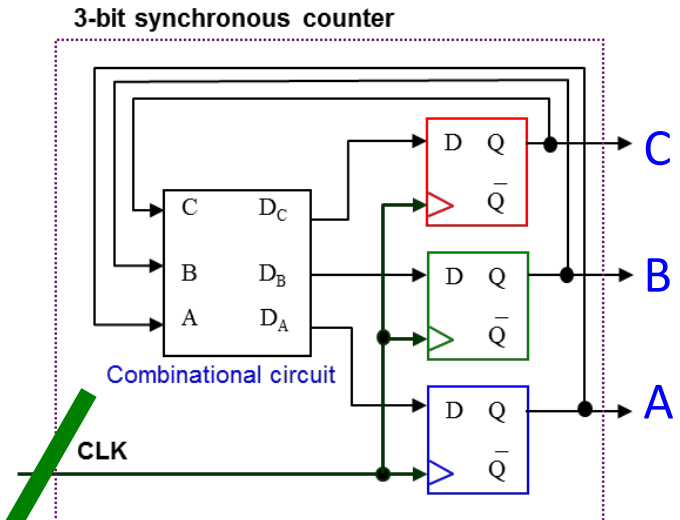 3-bit synchronous counter
D Q
Q̅
C
C D_C
B D_B
A D_A
Combinational circuit
D Q
Q̅
B
D Q
Q̅
A
CLK